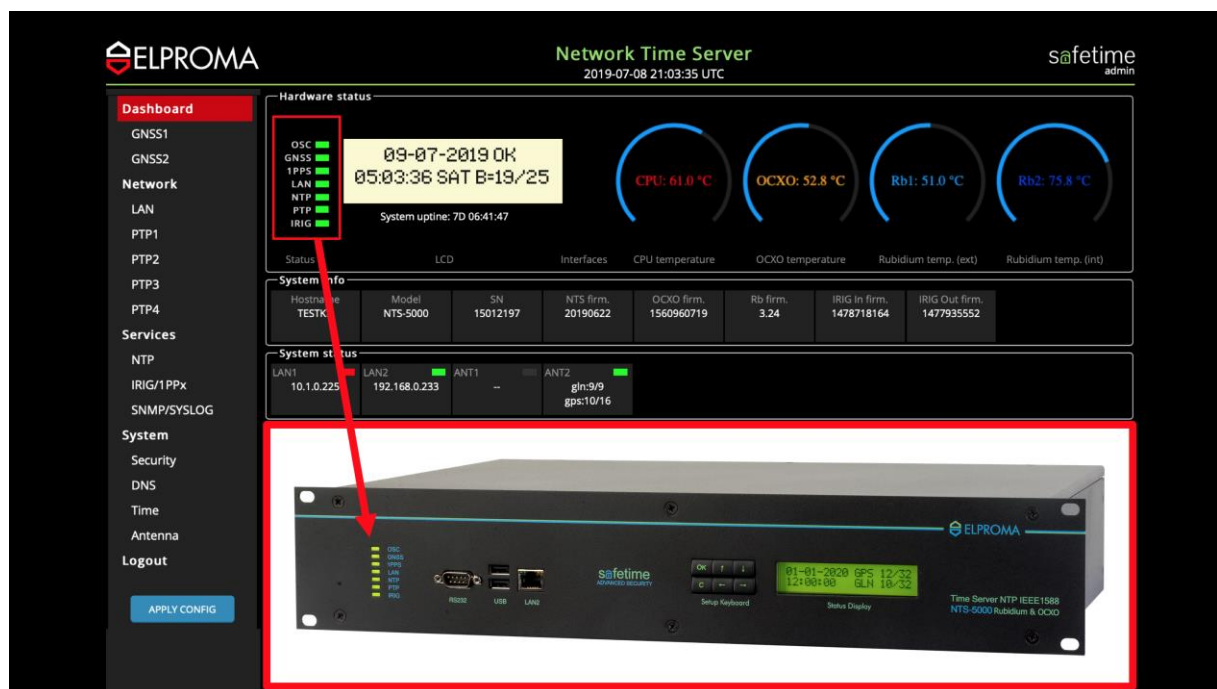 ELPROMA
Network Time Server
2019-07-08 21:03:35 UTC
safetime
admin
Dashboard
GNSS1
GNSS2
Network
LAN
PTP1
PTP2
PTP3
PTP4
Services
NTP
IRIG/1PPx
SNMP/SYSLOG
System
Security
DNS
Time
Antenna
Logout
APPLY CONFIG
Hardware status
OSC
GNSS
1PPS
LAN
NTP
PTP
IRIG
09-07-2019 OK
05:03:36 SAT B=19/25
System uptine: 7D 06:41:47
CPU: 61.0 °C
OCXO: 52.8 °C
Rb1: 51.0 °C
Rb2: 75.8 °C
Status LCD Interfaces CPU temperature OCXO temperature Rubidium temp. (ext) Rubidium temp. (int)
System info
Hostname Model SN NTS firm. OCXO firm. Rb firm. IRIG In firm. IRIG Out firm.
NTS-5000 15012197 20190622 1560960719 3.24 1478718164 1477935552
System status
LAN1 LAN2 ANT1 ANT2
10.1.0.225 192.168.0.233 -- gln:9/9
gps:10/16
ELPROMA
OSC
GNSS
1PPS
LAN
NTP
PTP
IRIG
RS232 USB LAN2
safetime
ADVANCED SECURITY
OK ↑ ↓
C ← →
Setup Keyboard
01-01-2020 GPS 12/32
12:00:00 GLN 10/32
Status Display
Time Server NTP IEEE1588
NTS-5000 Rubidium & OCXO